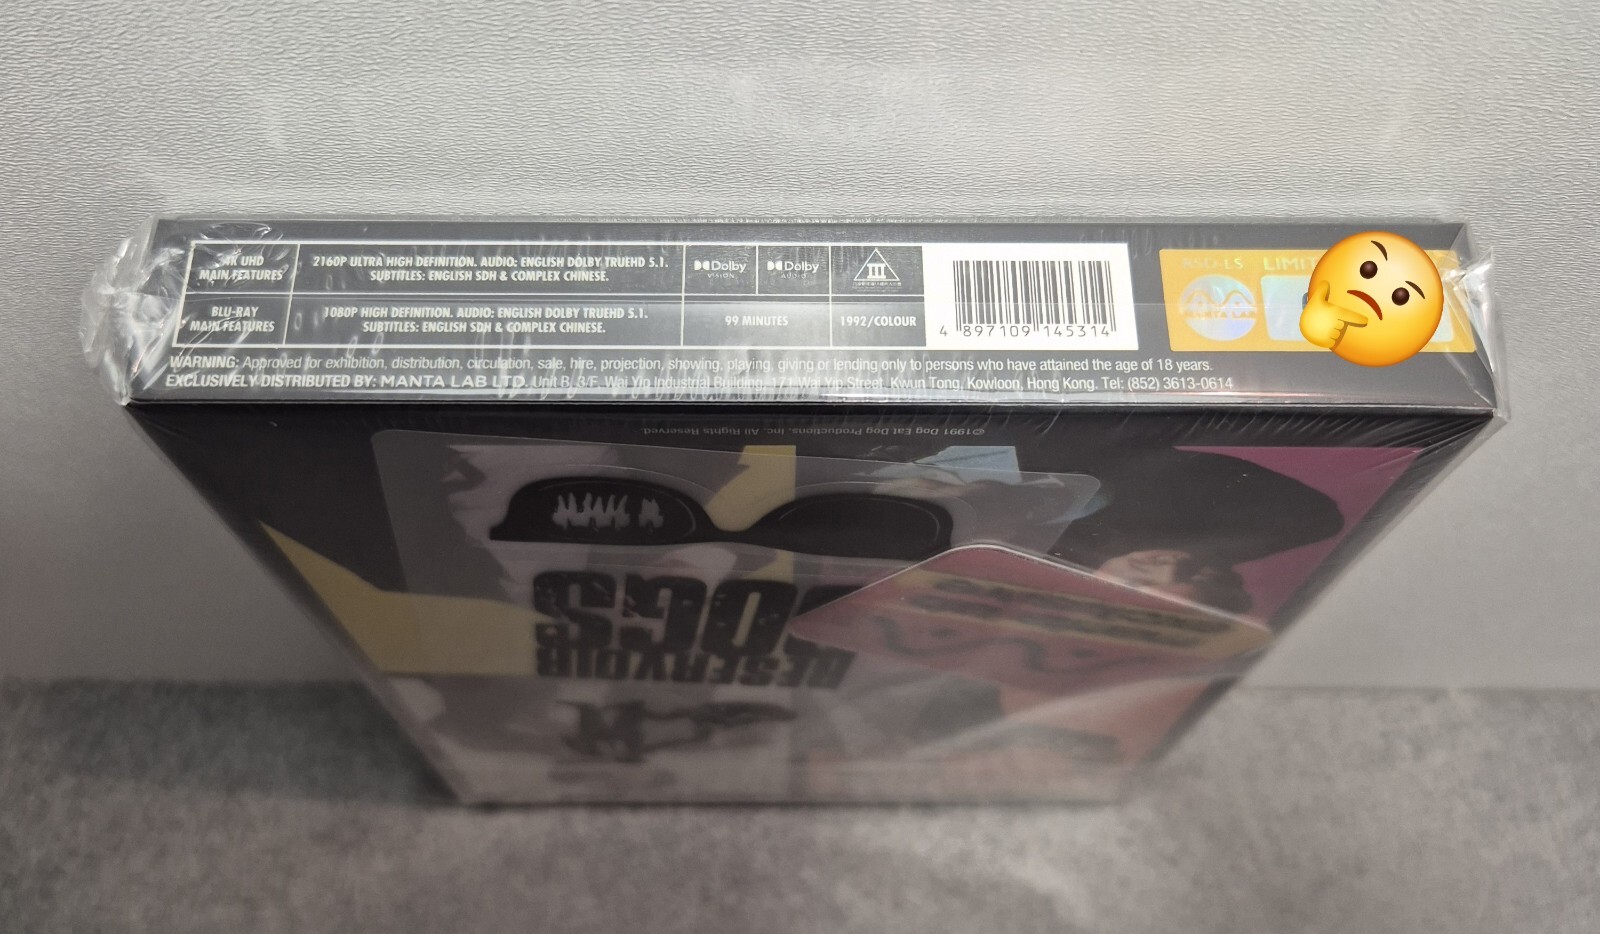 4K UHD
MAIN FEATURES
2160P ULTRA HIGH DEFINITION. AUDIO: ENGLISH DOLBY TRUEHD 5.1.
SUBTITLES: ENGLISH SDH & COMPLEX CHINESE.
Dolby
VISION
Dolby
AUDIO
III
BLU-RAY
MAIN FEATURES
1080P HIGH DEFINITION. AUDIO: ENGLISH DOLBY TRUEHD 5.1.
SUBTITLES: ENGLISH SDH & COMPLEX CHINESE.
99 MINUTES
1992/COLOUR
4 897109 145314
RSD-LS LIMIT
MANTA LAB
WARNING: Approved for exhibition, distribution, circulation, sale, hire, projection, showing, playing, giving or lending only to persons who have attained the age of 18 years.
EXCLUSIVELY DISTRIBUTED BY: MANTA LAB LTD. Unit B, 3/F, Wai Yip Industrial Building, 171 Wai Yip Street, Kwun Tong, Kowloon, Hong Kong. Tel: (852) 3613-0614
©1991 Dog Eat Dog Productions, Inc. All Rights Reserved.
RESERVOIR
DOGS